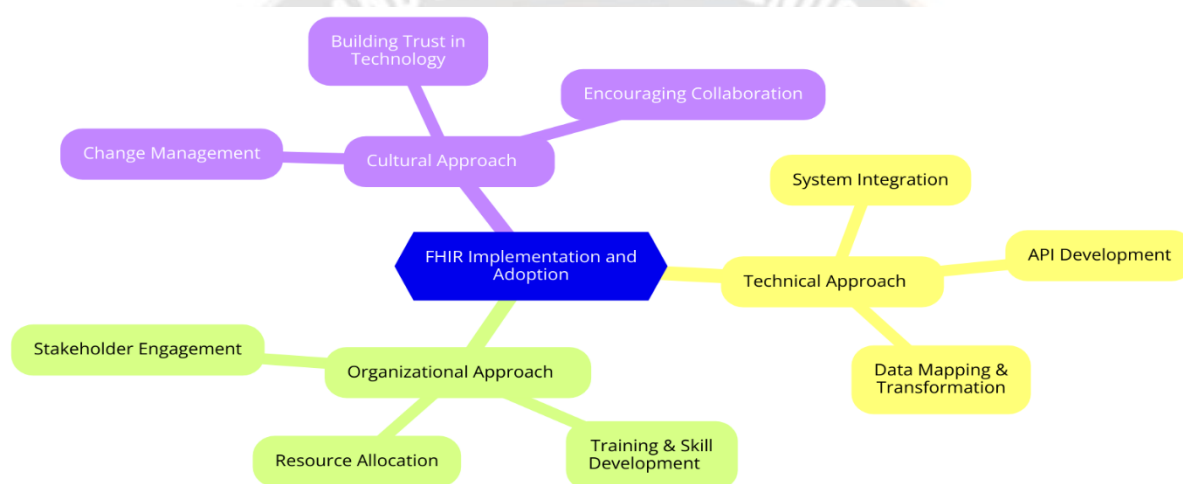 Building Trust in
Technology
Encouraging Collaboration
Change Management
Cultural Approach
System Integration
FHIR Implementation and
Adoption
API Development
Technical Approach
Stakeholder Engagement
Organizational Approach
Data Mapping &
Transformation
Resource Allocation
Training & Skill
Development